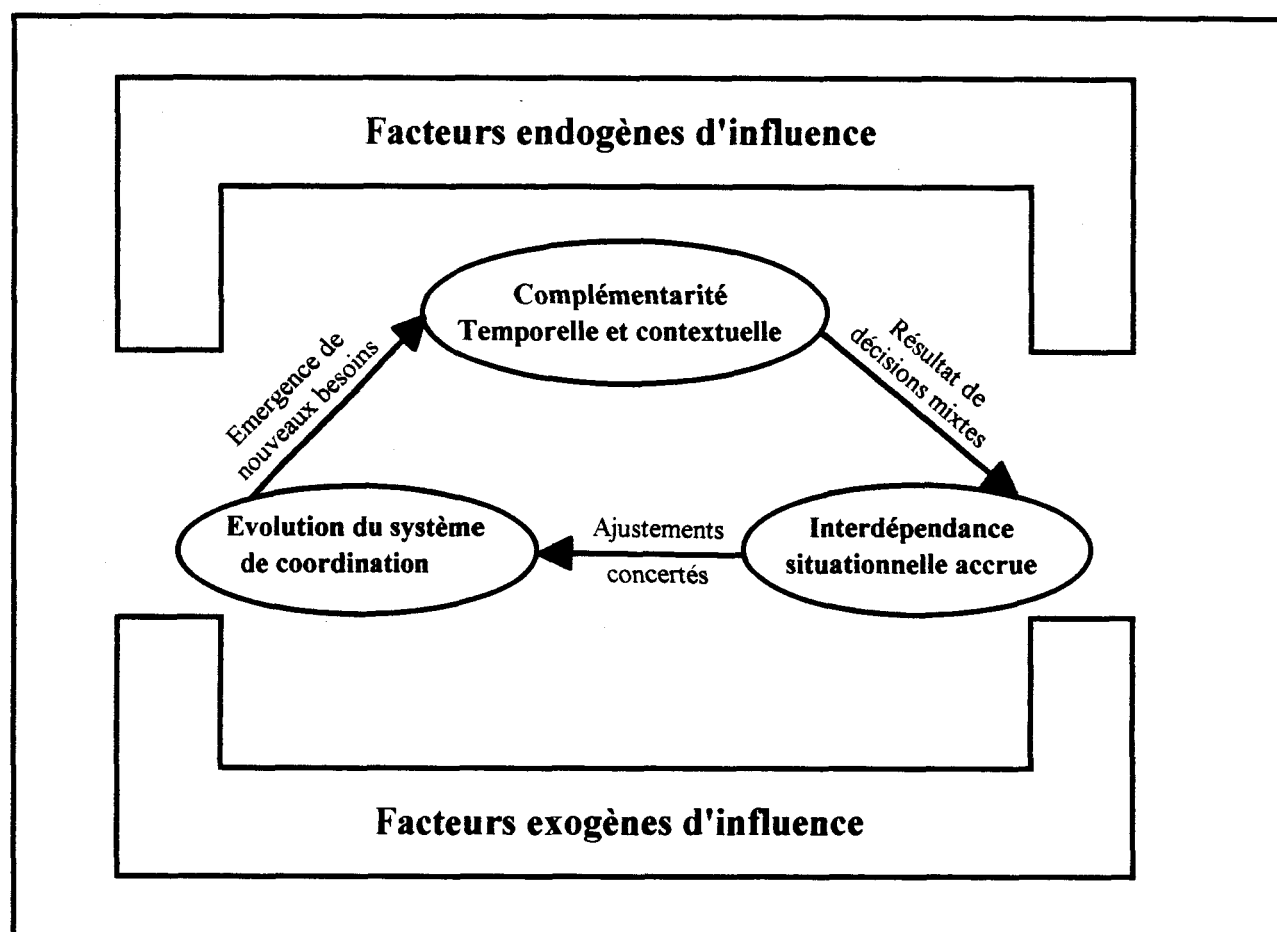 Facteurs endogènes d'influence
Complémentarité
Temporelle et contextuelle
Emergence de
nouveaux besoins
Résultat de
décisions mixtes
Evolution du système
de coordination
Ajustements
concertés
Interdépendance
situationnelle accrue
Facteurs exogènes d'influence